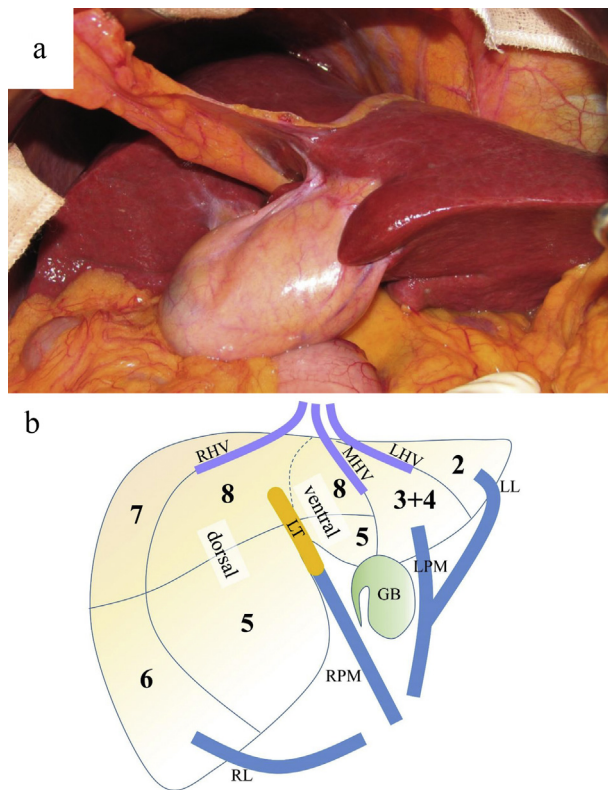 a
b
RHV
MHV
LHV
2
8
8
3+4
LL
7
ventral
LT
5
dorsal
LPM
GB
5
6
RPM
RL